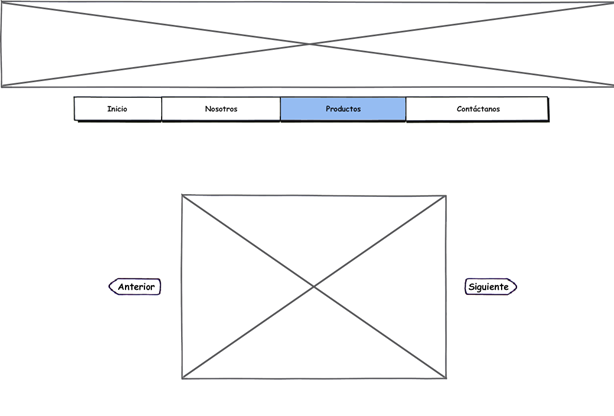 Inicio
Nosotros
Productos
Contáctanos
Anterior
Siguiente